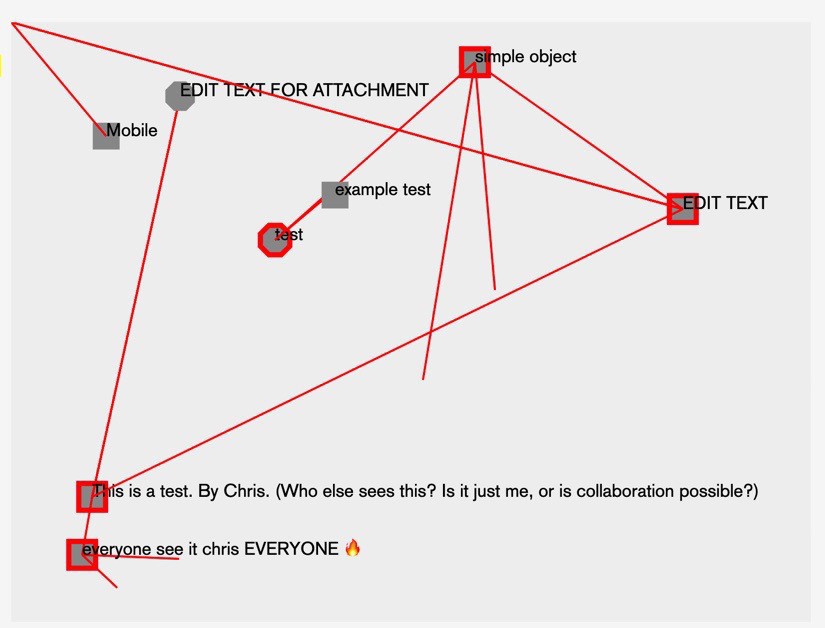 simple object
EDIT TEXT FOR ATTACHMENT
Mobile
example test
EDIT TEXT
test
This is a test. By Chris. (Who else sees this? Is it just me, or is collaboration possible?)
everyone see it chris EVERYONE 🔥